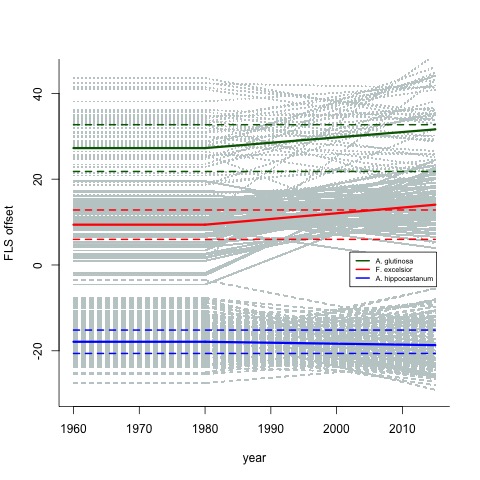 FLS offset
40
20
0
-20
A. glutinosa
F. excelsior
A. hippocastanum
1960 1970 1980 1990 2000 2010
year